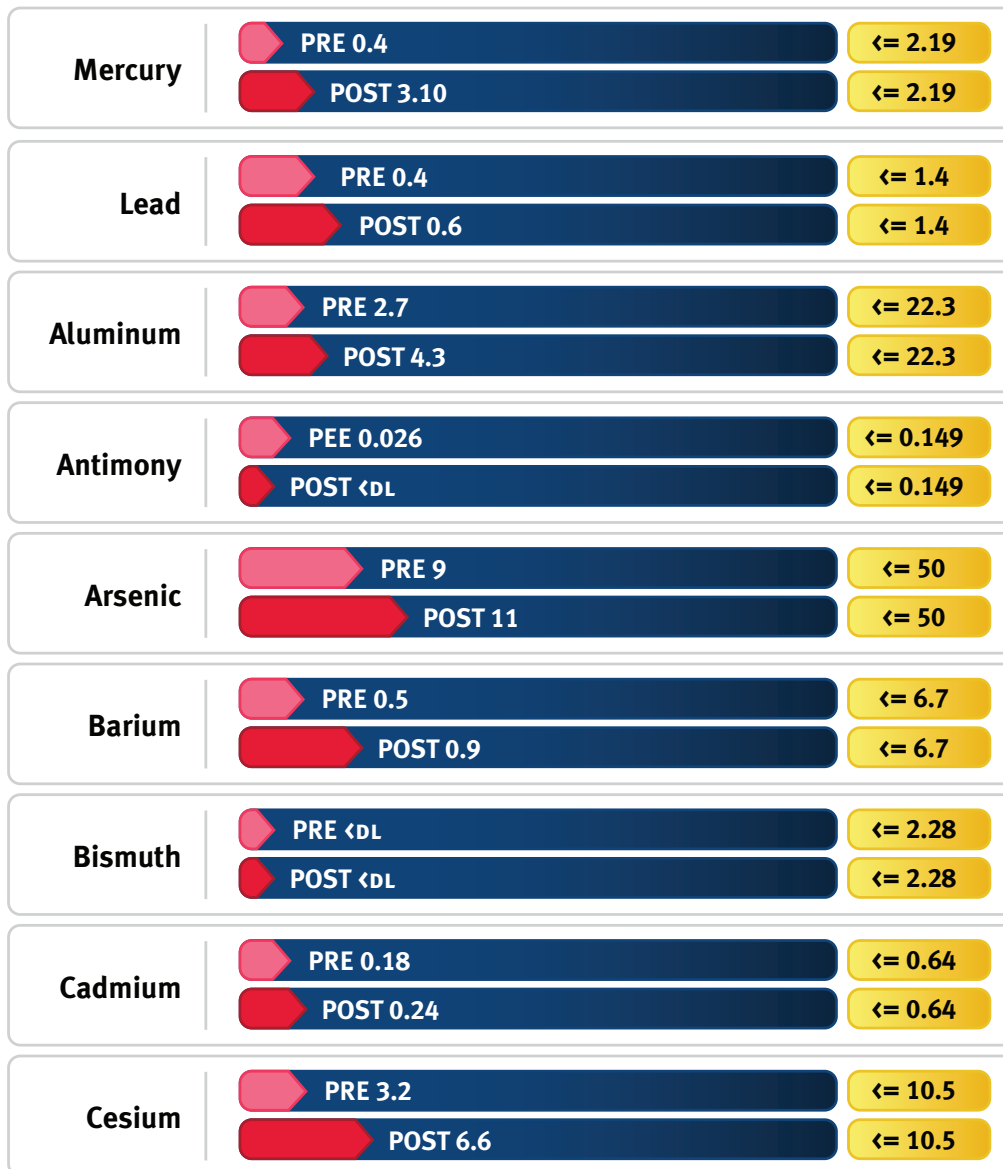 Mercury
PRE 0.4 <= 2.19
POST 3.10 <= 2.19
Lead
PRE 0.4 <= 1.4
POST 0.6 <= 1.4
Aluminum
PRE 2.7 <= 22.3
POST 4.3 <= 22.3
Antimony
PEE 0.026 <= 0.149
POST <DL <= 0.149
Arsenic
PRE 9 <= 50
POST 11 <= 50
Barium
PRE 0.5 <= 6.7
POST 0.9 <= 6.7
Bismuth
PRE <DL <= 2.28
POST <DL <= 2.28
Cadmium
PRE 0.18 <= 0.64
POST 0.24 <= 0.64
Cesium
PRE 3.2 <= 10.5
POST 6.6 <= 10.5